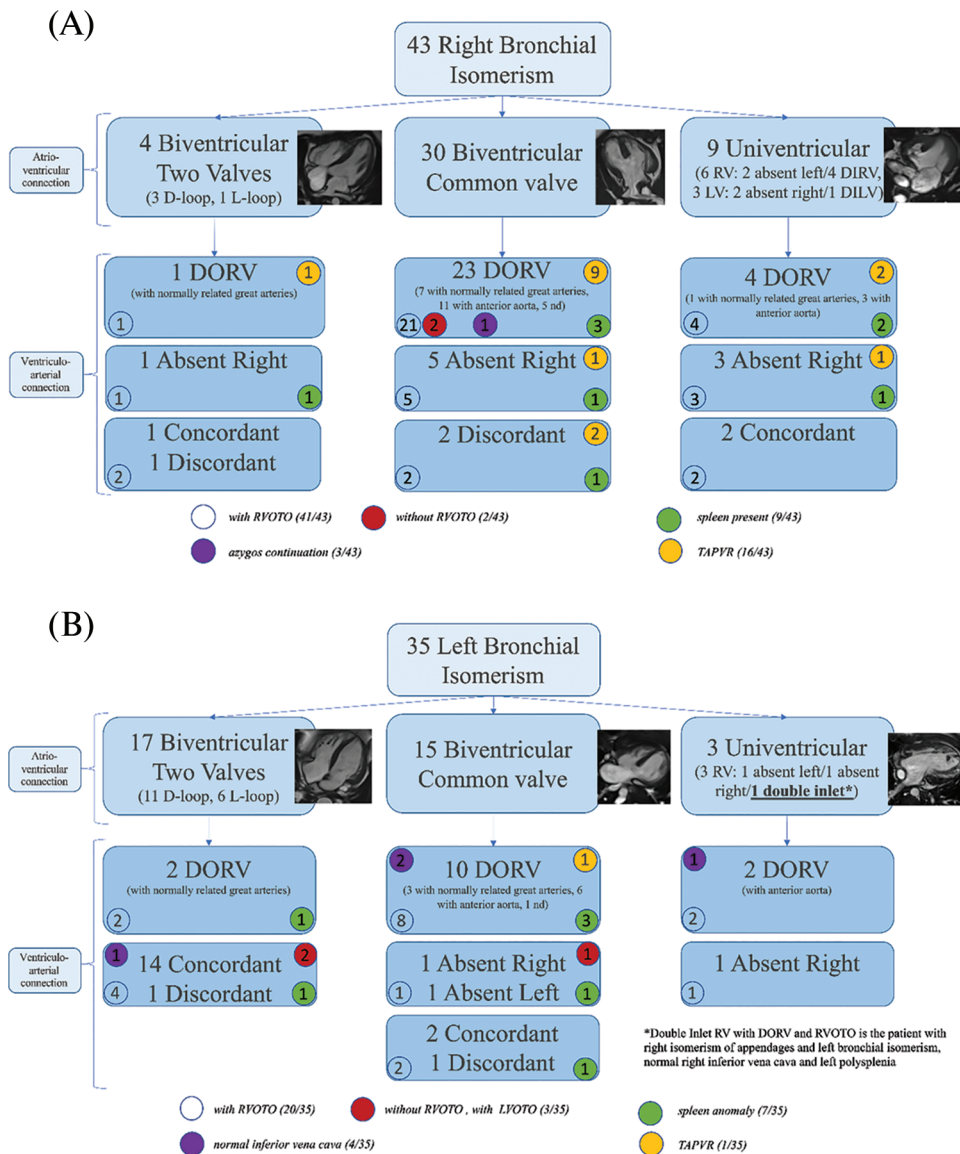 (A)
43 Right Bronchial
Isomerism
Atrio-
ventricular
connection
4 Biventricular
Two Valves
(3 D-loop, 1 L-loop)
30 Biventricular
Common valve
9 Univentricular
(6 RV: 2 absent left/4 DIRV,
3 LV: 2 absent right/1 DILV)
Ventriculo-
arterial
connection
1 DORV
(with normally related great arteries)
1
1
23 DORV
(7 with normally related great arteries,
11 with anterior aorta, 5 nd)
9
21
2
1
3
4 DORV
(1 with normally related great arteries, 3 with
anterior aorta)
2
4
2
1 Absent Right
1
1
5 Absent Right
1
5
1
3 Absent Right
1
3
1
1 Concordant
1 Discordant
2
2 Discordant
2
2
1
2 Concordant
2
with RVOTO (41/43)
without RVOTO (2/43)
spleen present (9/43)
azygos continuation (3/43)
TAPVR (16/43)
(B)
35 Left Bronchial
Isomerism
Atrio-
ventricular
connection
17 Biventricular
Two Valves
(11 D-loop, 6 L-loop)
15 Biventricular
Common valve
3 Univentricular
(3 RV: 1 absent left/1 absent
right/1 double inlet*)
Ventriculo-
arterial
connection
2 DORV
(with normally related great arteries)
2
1
2
10 DORV
1
(3 with normally related great arteries, 6
with anterior aorta, 1 nd)
8
3
1
2 DORV
(with anterior aorta)
2
1
2
14 Concordant
1 Discordant
4
1
1
1 Absent Right
1 Absent Left
1
1
1 Absent Right
1
2 Concordant
1 Discordant
2
1
*Double Inlet RV with DORV and RVOTO is the patient with
right isomerism of appendages and left bronchial isomerism,
normal right inferior vena cava and left polysplenia
with RVOTO (20/35)
without RVOTO , with LVOTO (3/35)
spleen anomaly (7/35)
normal inferior vena cava (4/35)
TAPVR (1/35)